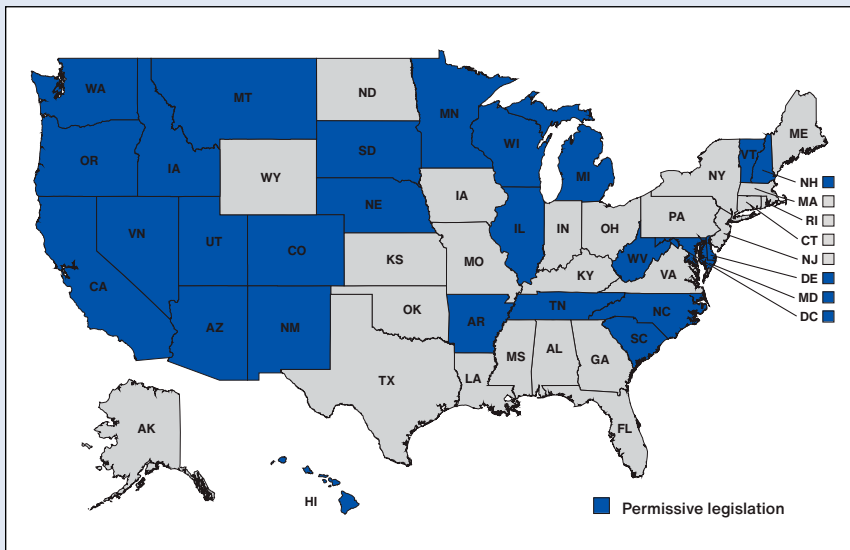 WA
MT
ND
MN
OR
IA
WY
SD
WI
MI
NY
VT
ME
NH
MA
RI
CT
NJ
DE
MD
DC
VN
UT
CO
NE
IA
IL
IN
OH
PA
CA
KS
MO
KY
WV
VA
AZ
NM
OK
AR
TN
NC
SC
TX
LA
MS
AL
GA
FL
AK
HI
Permissive legislation